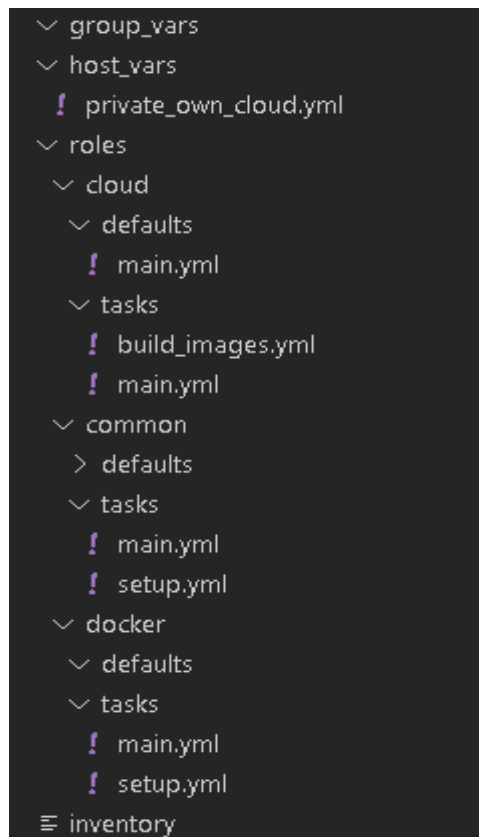 group_vars
host_vars
private_own_cloud.yml
roles
cloud
defaults
main.yml
tasks
build_images.yml
main.yml
common
defaults
tasks
main.yml
setup.yml
docker
defaults
tasks
main.yml
setup.yml
inventory